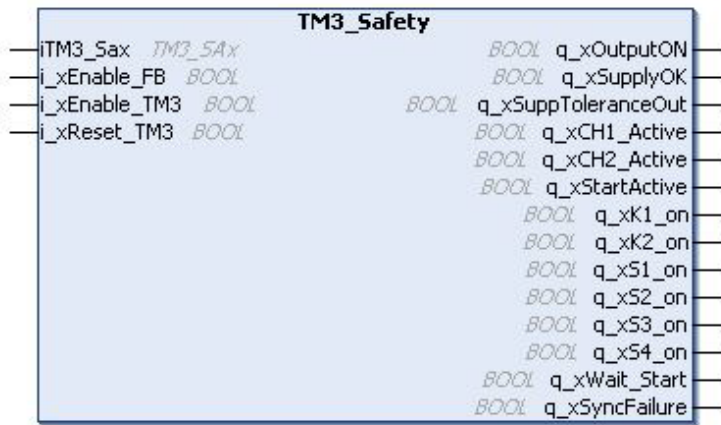 TM3_Safety
iTM3_Sax TM3_SAx BOOL q_xOutputON
i_xEnable_FB BOOL BOOL q_xSupplyOK
i_xEnable_TM3 BOOL BOOL q_xSuppToleranceOut
i_xReset_TM3 BOOL BOOL q_xCH1_Active
BOOL q_xCH2_Active
BOOL q_xStartActive
BOOL q_xK1_on
BOOL q_xK2_on
BOOL q_xS1_on
BOOL q_xS2_on
BOOL q_xS3_on
BOOL q_xS4_on
BOOL q_xWait_Start
BOOL q_xSyncFailure